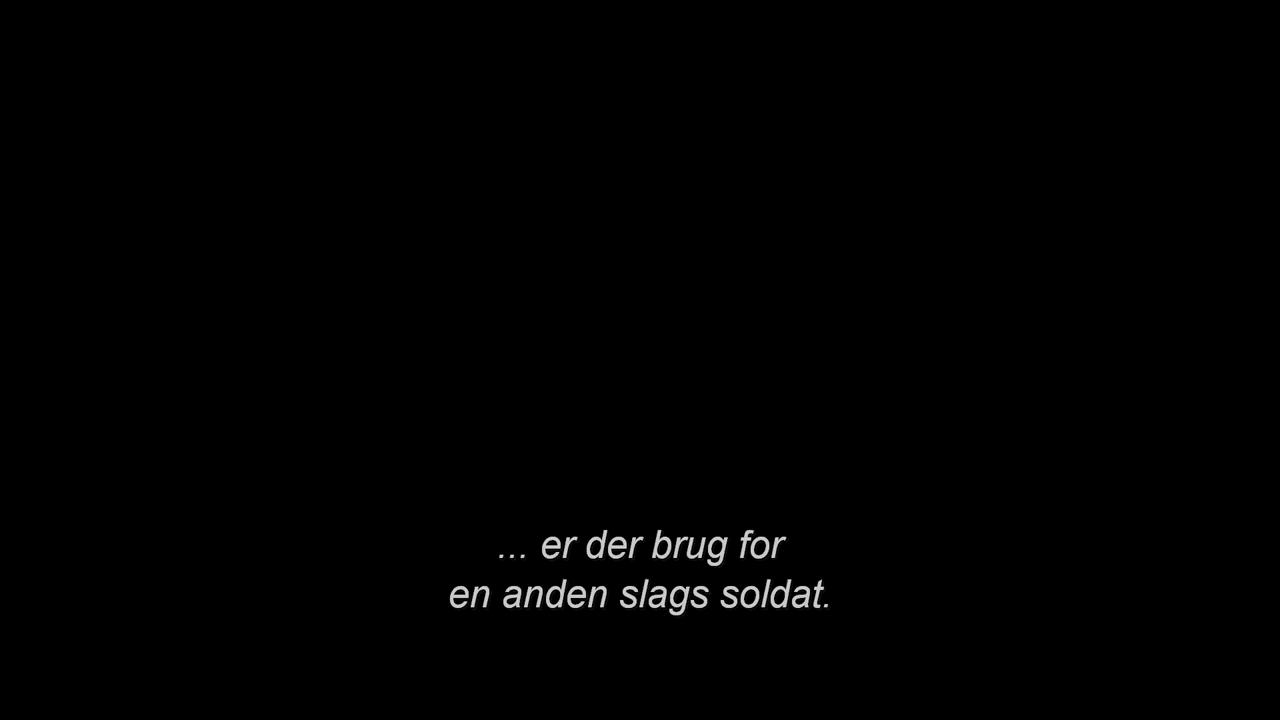 ... er der brug for
en anden slags soldat.